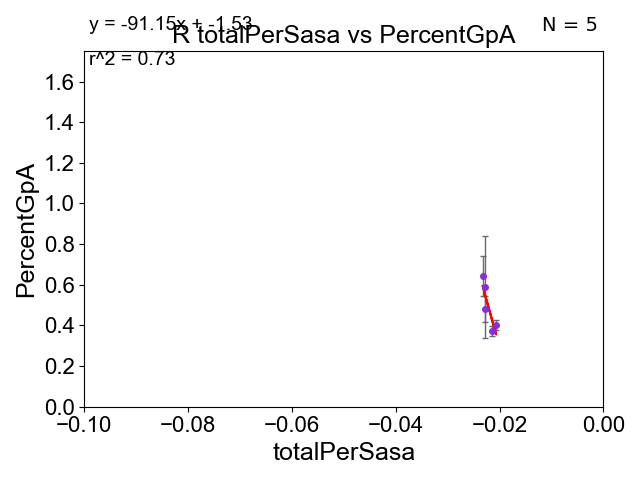 y = -91.15x + -1.53
R totalPerSasa vs PercentGpA
N = 5
r^2 = 0.73
PercentGpA
1.6
1.4
1.2
1.0
0.8
0.6
0.4
0.2
0.0
−0.10 −0.08 −0.06 −0.04 −0.02 0.00
totalPerSasa